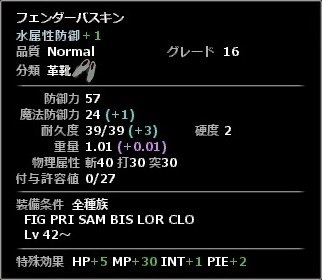 フェンダーバスキン
水属性防御+1
品質 Normal グレード 16
分類 革靴
防御力 57
魔法防御力 24 (+1)
耐久度 39/39 (+3) 硬度 2
重量 1.01 (+0.01)
物理属性 斬40 打30 突30
付与許容値 0/27
装備条件 全種族
FIG PRI SAM BIS LOR CLO
Lv 42～
特殊効果 HP+5 MP+30 INT+1 PIE+2